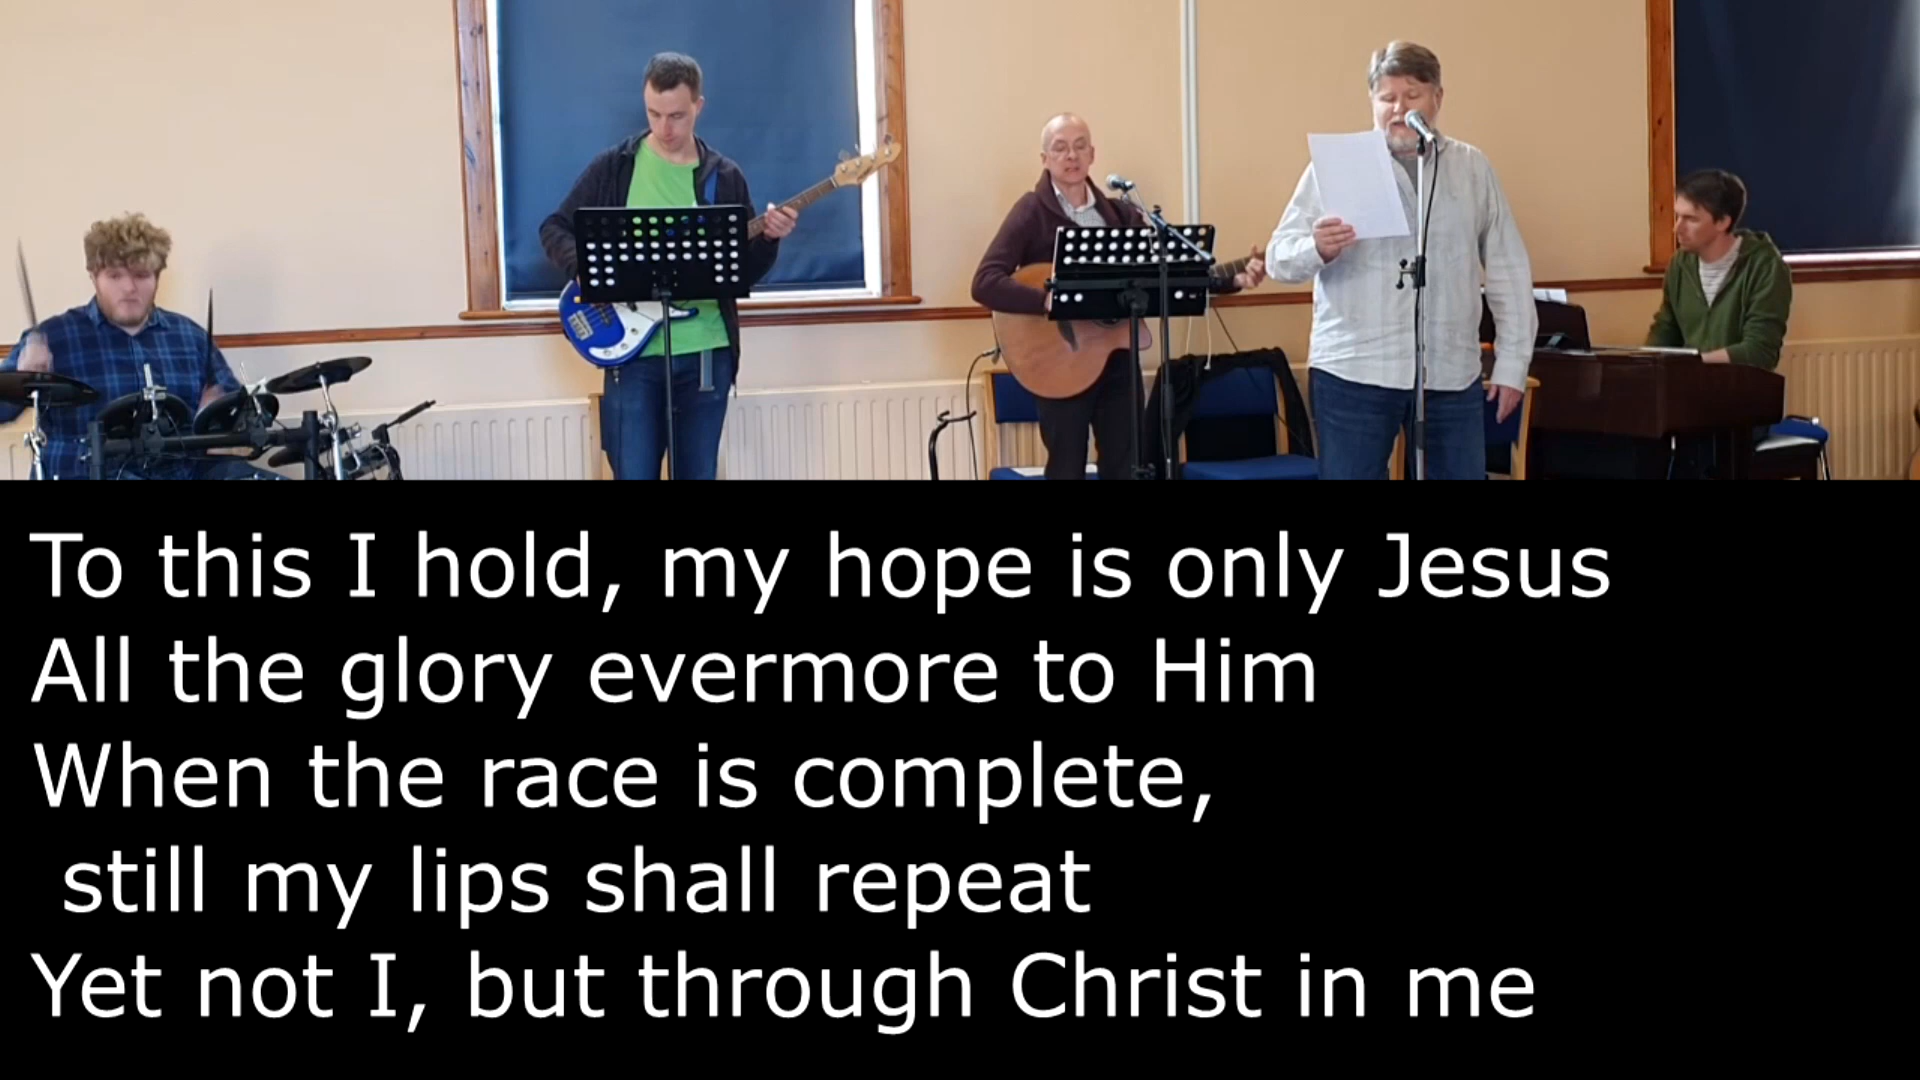 To this I hold, my hope is only Jesus
All the glory evermore to Him
When the race is complete,
still my lips shall repeat
Yet not I, but through Christ in me